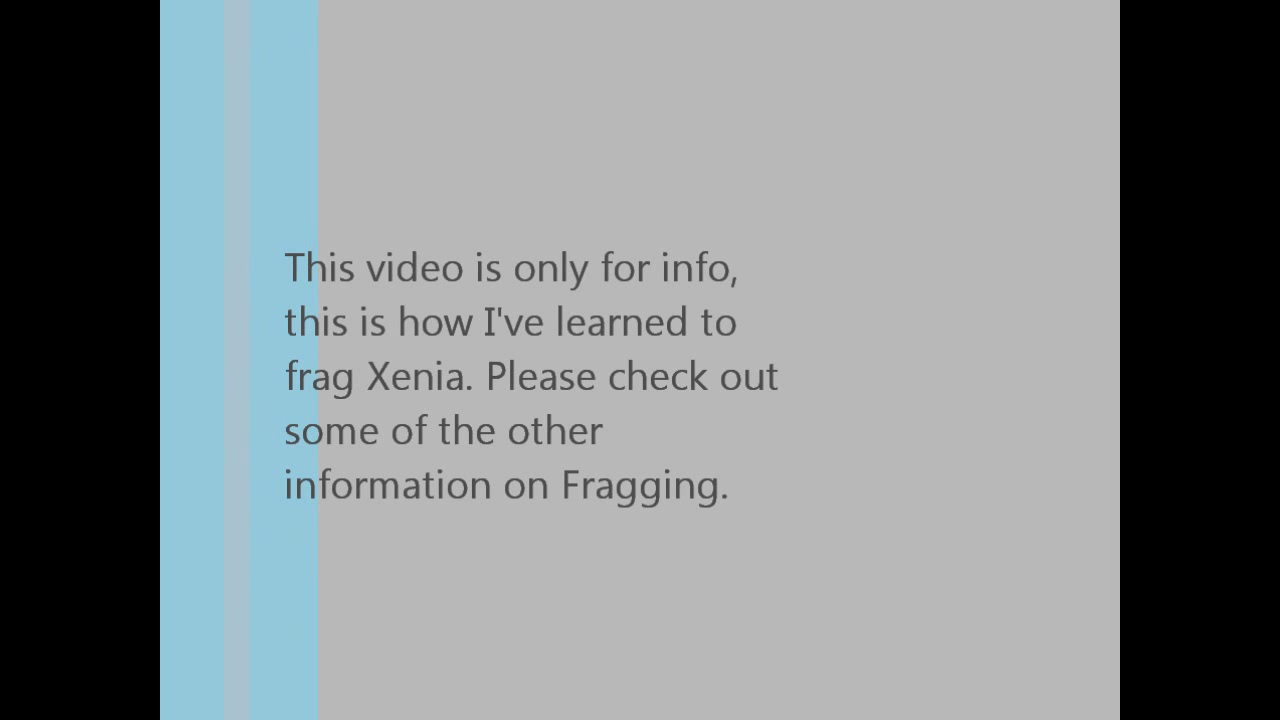 This video is only for info,
this is how I've learned to
frag Xenia. Please check out
some of the other
information on Fragging.